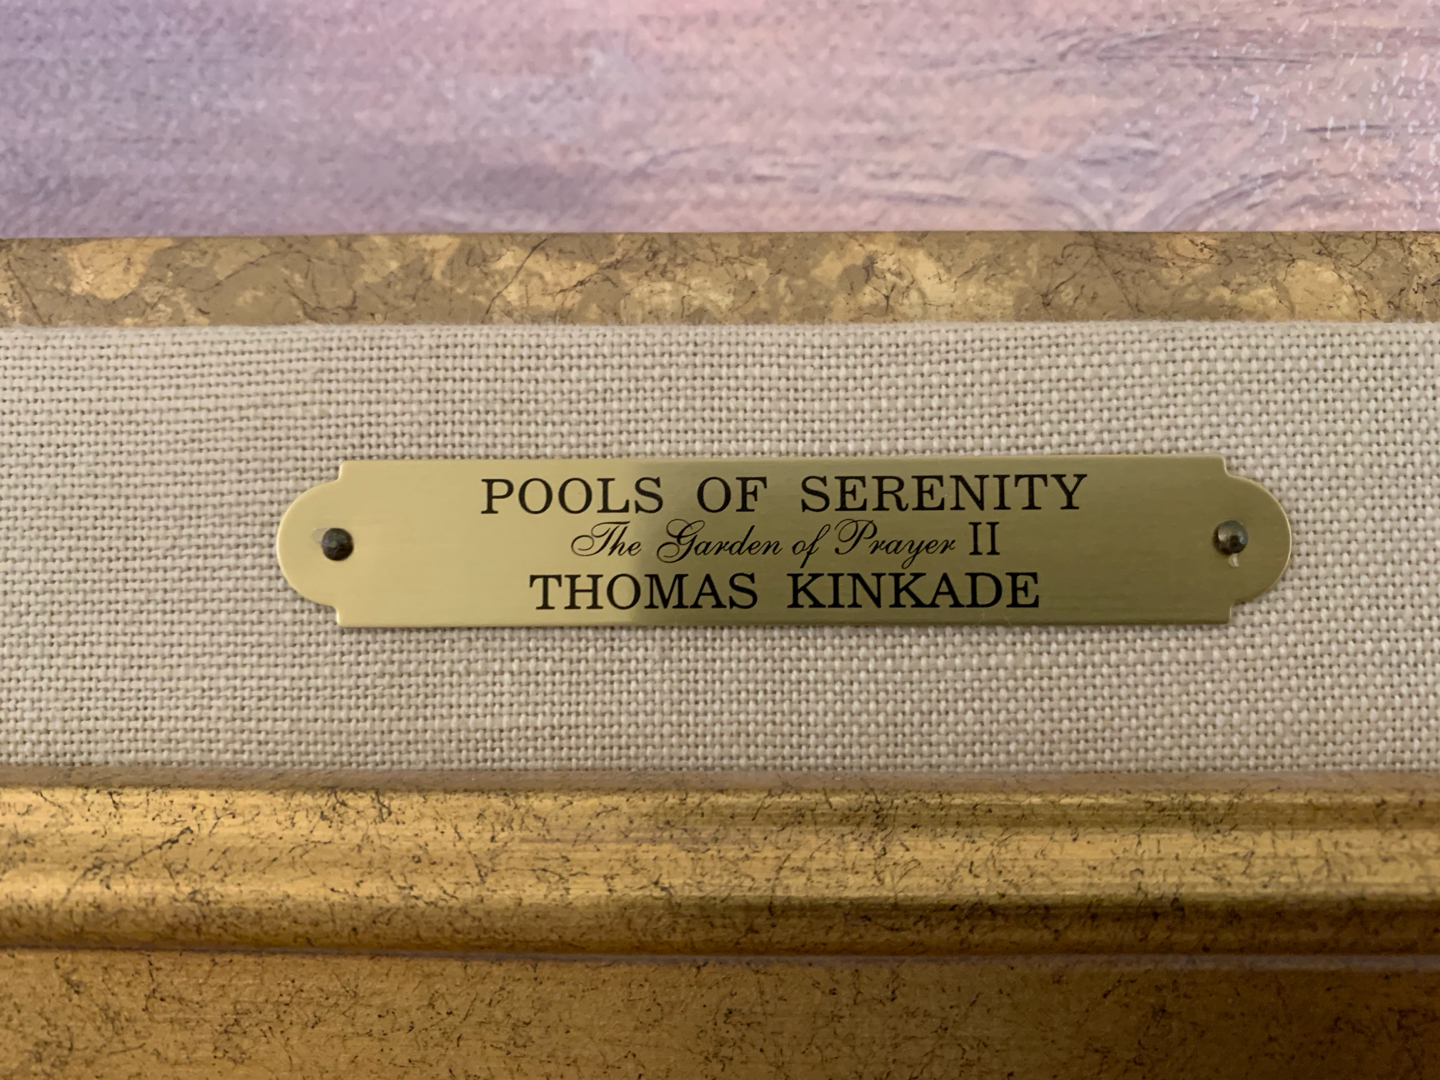 POOLS OF SERENITY
The Garden of Prayer II
THOMAS KINKADE